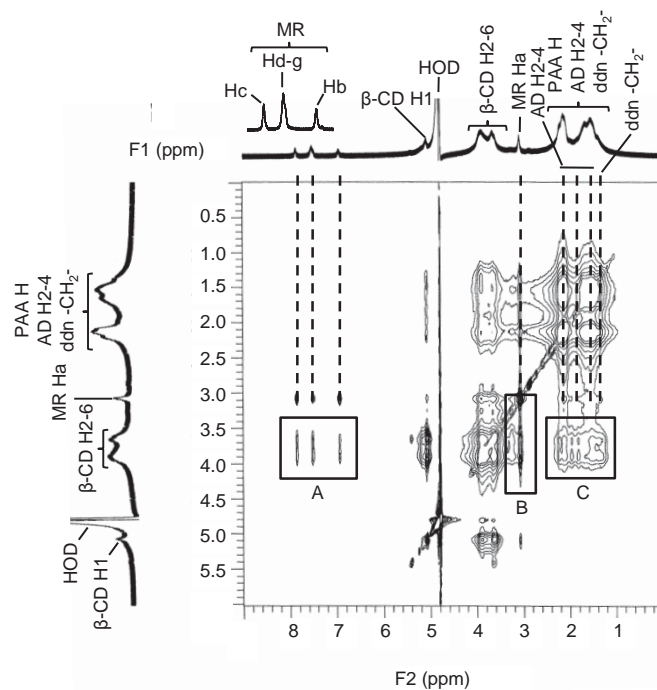 MR
Hd-g
Hc
Hb
HOD
β-CD H1
β-CD H2-6
MR Ha
AD H2-4
PAA H
AD H2-4
ddn -CH₂-
ddn -CH₂-
F1 (ppm)
0.5
1.0
1.5
2.0
2.5
3.0
3.5
4.0
4.5
5.0
5.5
PAA H
AD H2-4
ddn -CH₂-
MR Ha
β-CD H2-6
HOD
β-CD H1
A
B
C
8
7
6
5
4
3
2
1
0
F2 (ppm)